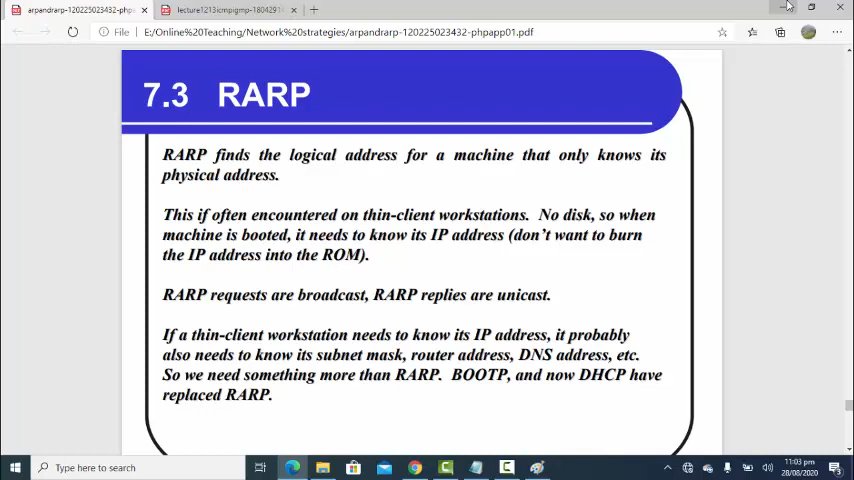 arpandrarp-120225023432-phpa
lecture1213icmpigmp-18042916
File
E:/Online%20Teaching/Network%20strategies/arpandrarp-120225023432-phpapp01.pdf
7.3 RARP
RARP finds the logical address for a machine that only knows its
physical address.
This if often encountered on thin-client workstations. No disk, so when
machine is booted, it needs to know its IP address (don't want to burn
the IP address into the ROM).
RARP requests are broadcast, RARP replies are unicast.
If a thin-client workstation needs to know its IP address, it probably
also needs to know its subnet mask, router address, DNS address, etc.
So we need something more than RARP. BOOTP, and now DHCP have
replaced RARP.
Type here to search
11:03 pm
28/08/2020
3